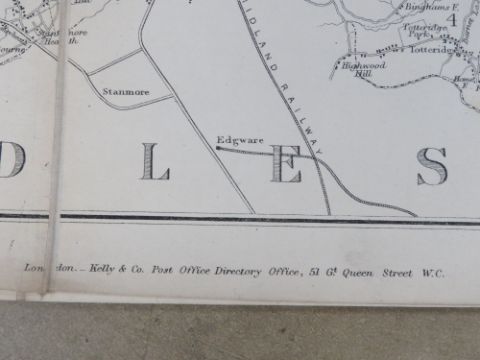 Binghams F.
4
Totteridge
Park
Totteridge
Highwood
Hill
Stanmore
Heath
MIDLAND RAILWAY
Stanmore
Edgware
D L E S
London. – Kelly & Co. Post Office Directory Office, 51 Gt. Queen Street W.C.